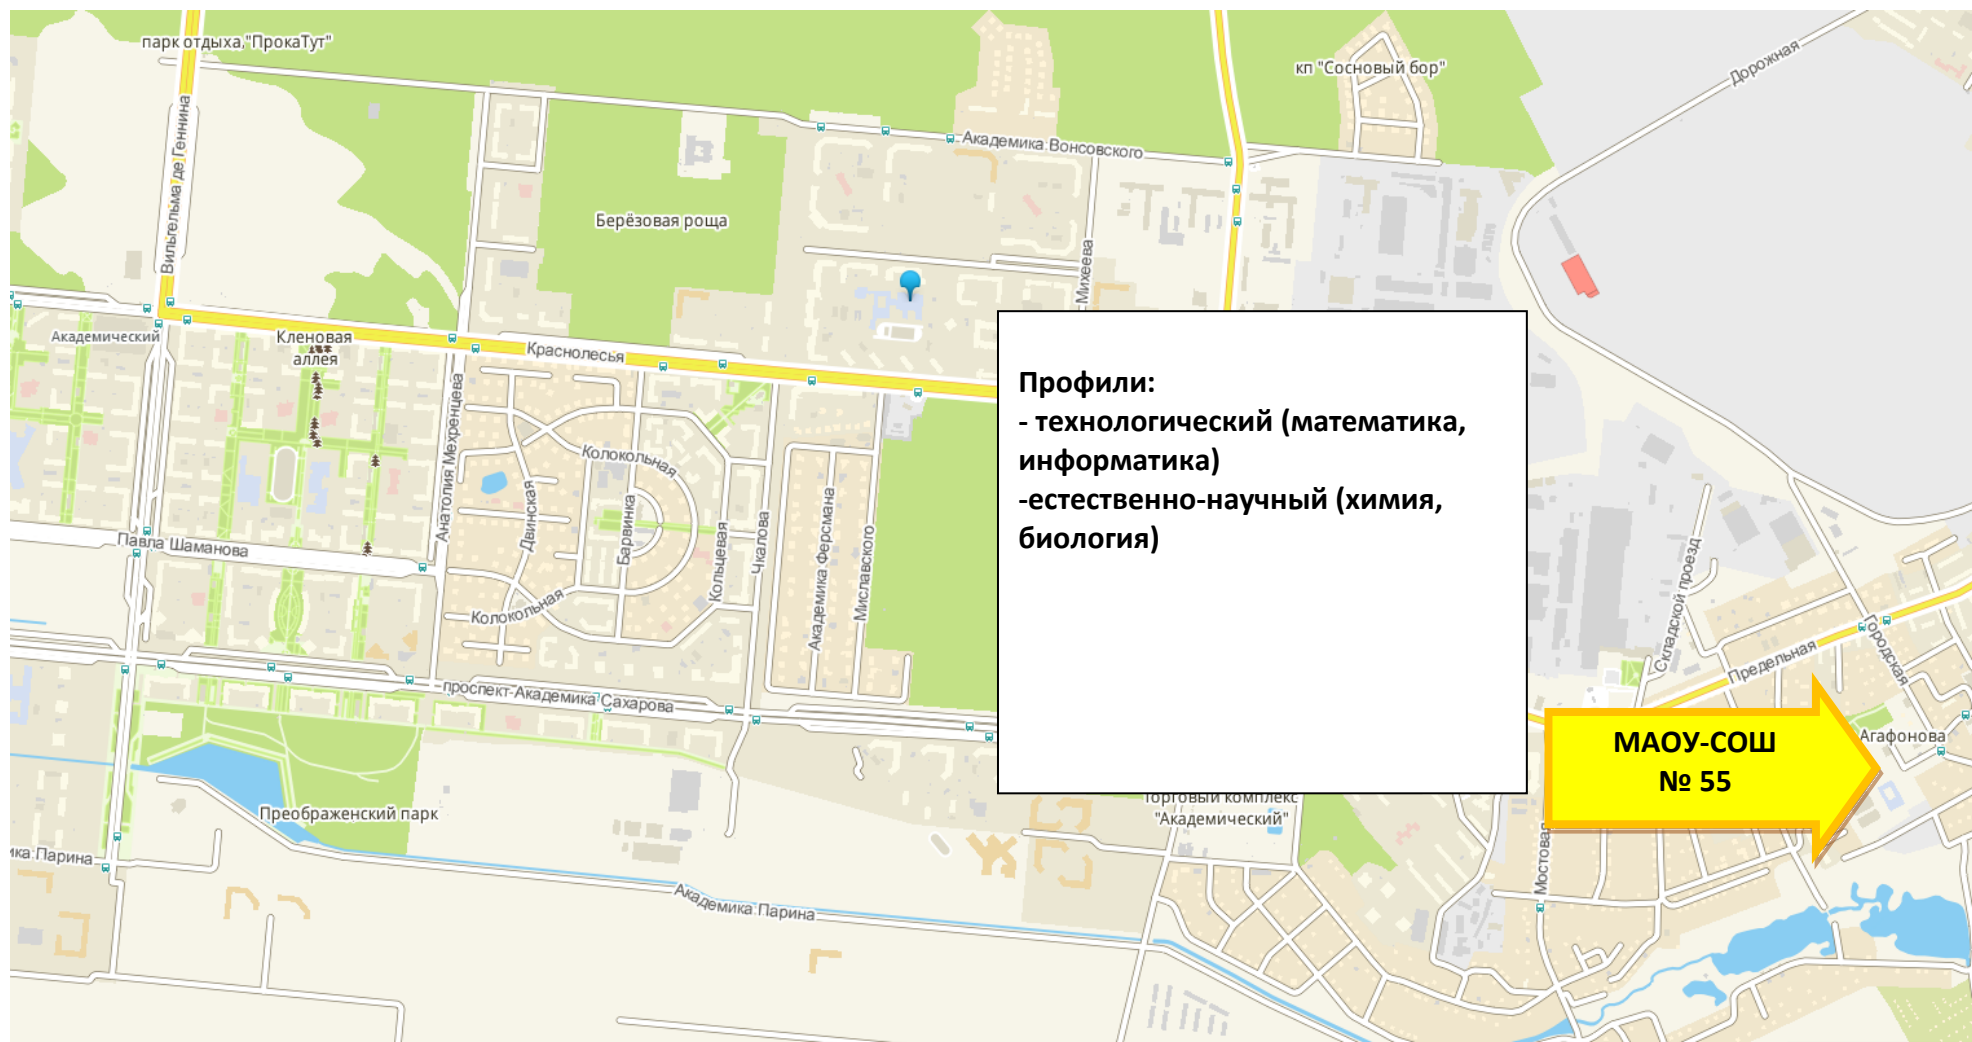 парк отдыха "ПрокаТут"
кп "Сосновый бор"
Дорожная
Вильгельма де Геннина
Академика Вонсовского
Берёзовая роща
Михеева
Академический
Кленовая
аллея
Краснолесья
Анатолия Мехренцева
Колокольная
Двинская
Барвинка
Кольцевая
Чкалова
Академика Ферсмана
Миславского
Павла Шаманова
Колокольная
проспект Академика Сахарова
Профили:
- технологический (математика,
информатика)
-естественно-научный (химия,
биология)
Складской проезд
Городская
Предельная
Агафонова
МАОУ-СОШ
№ 55
Преображенский парк
Торговый комплекс
"Академический"
Мостовая
ика Парина
Академика Парина